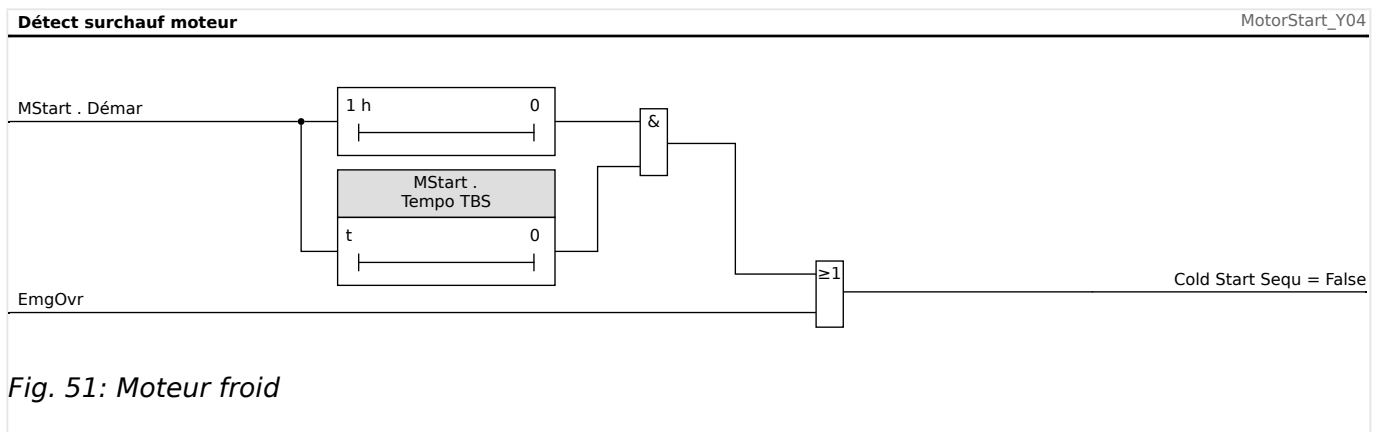 Détect surchauf moteur
MotorStart_Y04
MStart . Démar
1 h 0
&
MStart .
Tempo TBS
t 0
≥1
Cold Start Sequ = False
EmgOvr
Fig. 51: Moteur froid